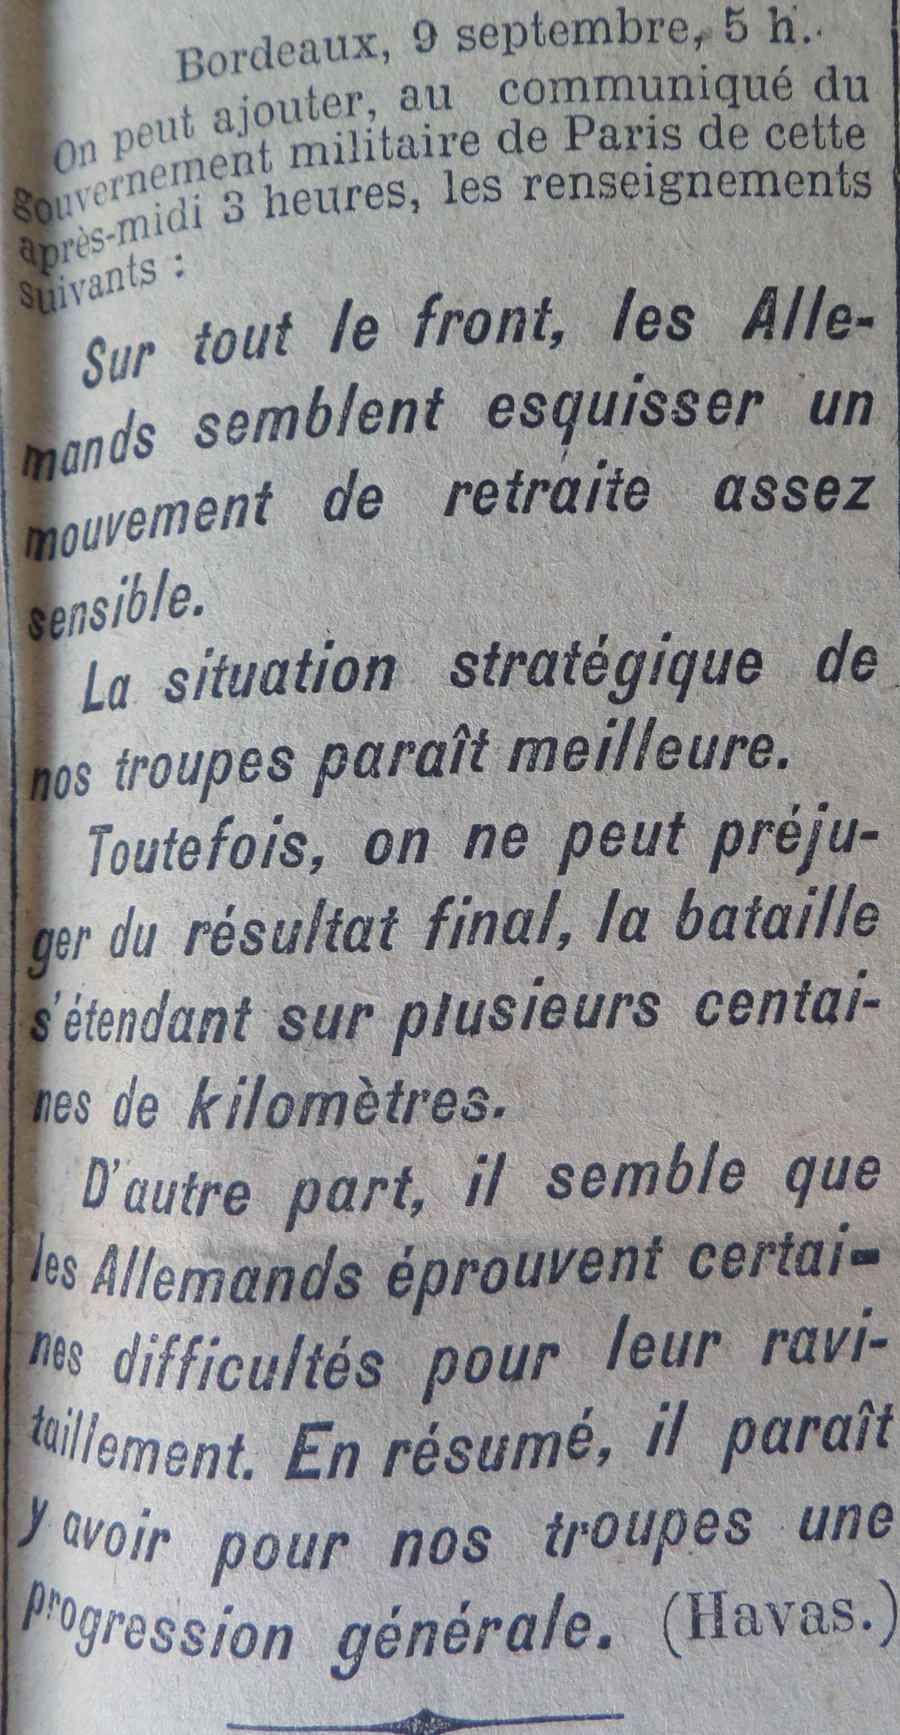 Bordeaux, 9 septembre, 5 h.
On peut ajouter, au communiqué du
gouvernement militaire de Paris de cette
après-midi 3 heures, les renseignements
suivants :
Sur tout le front, les Alle-
mands semblent esquisser un
mouvement de retraite assez
sensible.
La situation stratégique de
nos troupes paraît meilleure.
Toutefois, on ne peut préju-
ger du résultat final, la bataille
s'étendant sur plusieurs centai-
nes de kilomètres.
D'autre part, il semble que
les Allemands éprouvent certai-
nes difficultés pour leur ravi-
taillement. En résumé, il paraît
y avoir pour nos troupes une
progression générale. (Havas.)